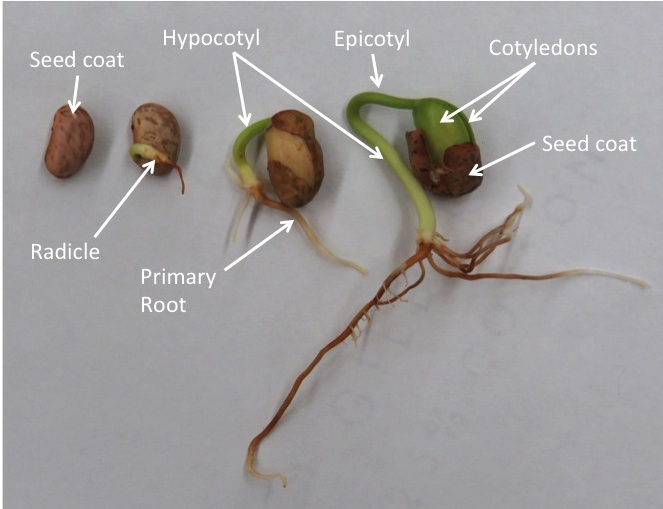 Seed coat
Hypocotyl
Epicotyl
Cotyledons
Seed coat
Radicle
Primary
Root